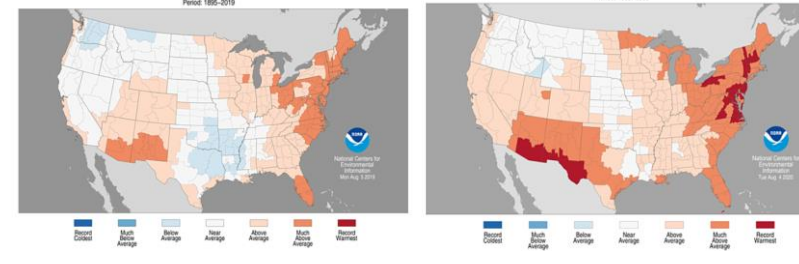 Period: 1895–2019
NOAA
National Centers for
Environmental
Information
Mon Aug 5 2019
Record
Coldest
Much
Below
Average
Below
Average
Near
Average
Above
Average
Much
Above
Average
Record
Warmest
NOAA
National Centers for
Environmental
Information
Tue Aug 4 2020
Record
Coldest
Much
Below
Average
Below
Average
Near
Average
Above
Average
Much
Above
Average
Record
Warmest